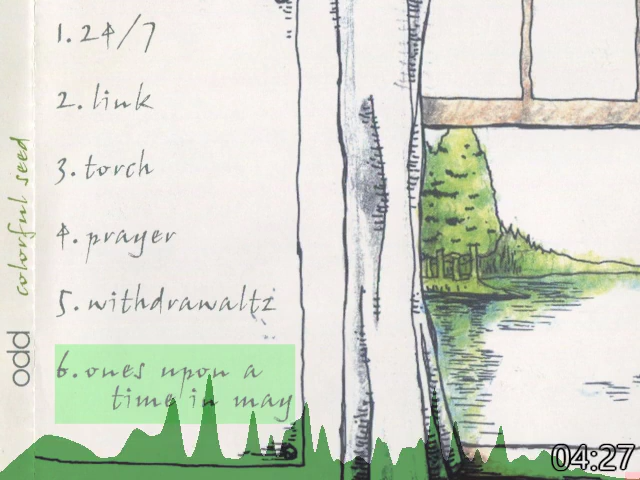 1. 24/7
2. link
3. torch
4. prayer
5. withdrawaltz
6. ones upon a
time in may
odd colorful seed
04:27